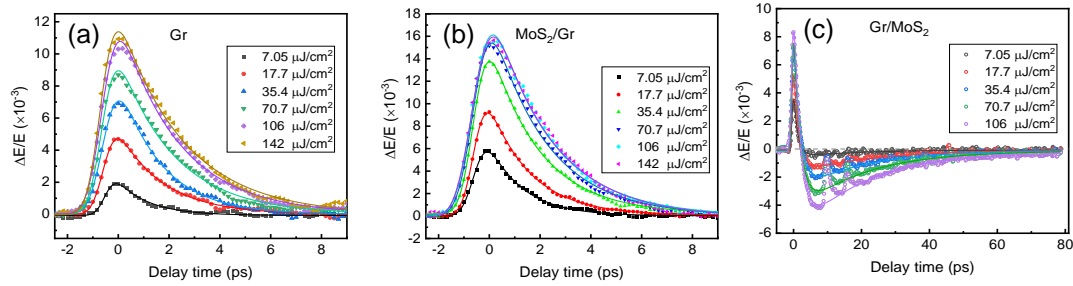 (a)
Gr
7.05 μJ/cm²
17.7 μJ/cm²
35.4 μJ/cm²
70.7 μJ/cm²
106 μJ/cm²
142 μJ/cm²
ΔE/E (×10⁻³)
12
10
8
6
4
2
0
-2 0 2 4 6 8
Delay time (ps)
(b)
MoS₂/Gr
7.05 μJ/cm²
17.7 μJ/cm²
35.4 μJ/cm²
70.7 μJ/cm²
106 μJ/cm²
142 μJ/cm²
ΔE/E (×10⁻³)
18
16
14
12
10
8
6
4
2
0
-2
-2 0 2 4 6 8
Delay time (ps)
(c)
Gr/MoS₂
7.05 μJ/cm²
17.7 μJ/cm²
35.4 μJ/cm²
70.7 μJ/cm²
106 μJ/cm²
ΔE/E (×10⁻³)
8
6
4
2
0
-2
-4
-6
0 20 40 60 80
Delay time (ps)